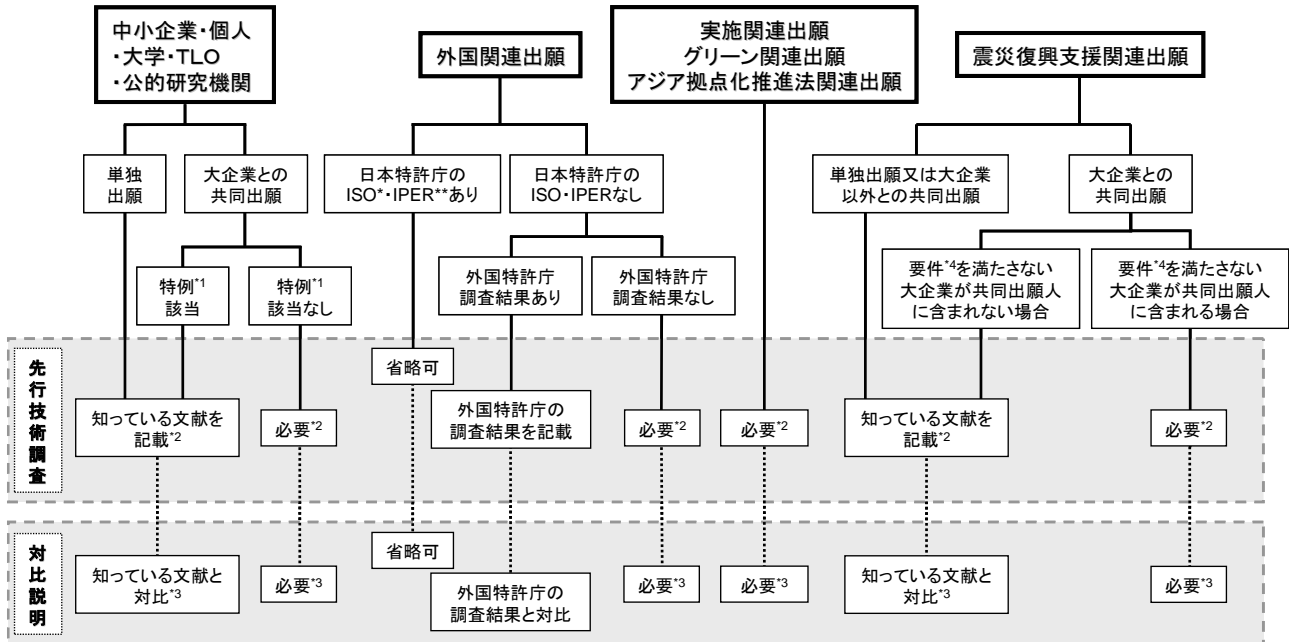 中小企業・個人
・大学・TLO
・公的研究機関
外国関連出願
実施関連出願
グリーン関連出願
アジア拠点化推進法関連出願
震災復興支援関連出願
単独
出願
大企業との
共同出願
日本特許庁の
ISO*・IPER**あり
日本特許庁の
ISO・IPERなし
単独出願又は大企業
以外との共同出願
大企業との
共同出願
特例*1
該当
特例*1
該当なし
外国特許庁
調査結果あり
外国特許庁
調査結果なし
要件*4を満たさない
大企業が共同出願人
に含まれない場合
要件*4を満たさない
大企業が共同出願人
に含まれる場合
先行技術調査
知っている文献を
記載*2
必要*2
省略可
外国特許庁の
調査結果を記載
必要*2
必要*2
知っている文献を
記載*2
必要*2
対比説明
知っている文献と
対比*3
必要*3
省略可
外国特許庁の
調査結果と対比
必要*3
必要*3
知っている文献と
対比*3
必要*3